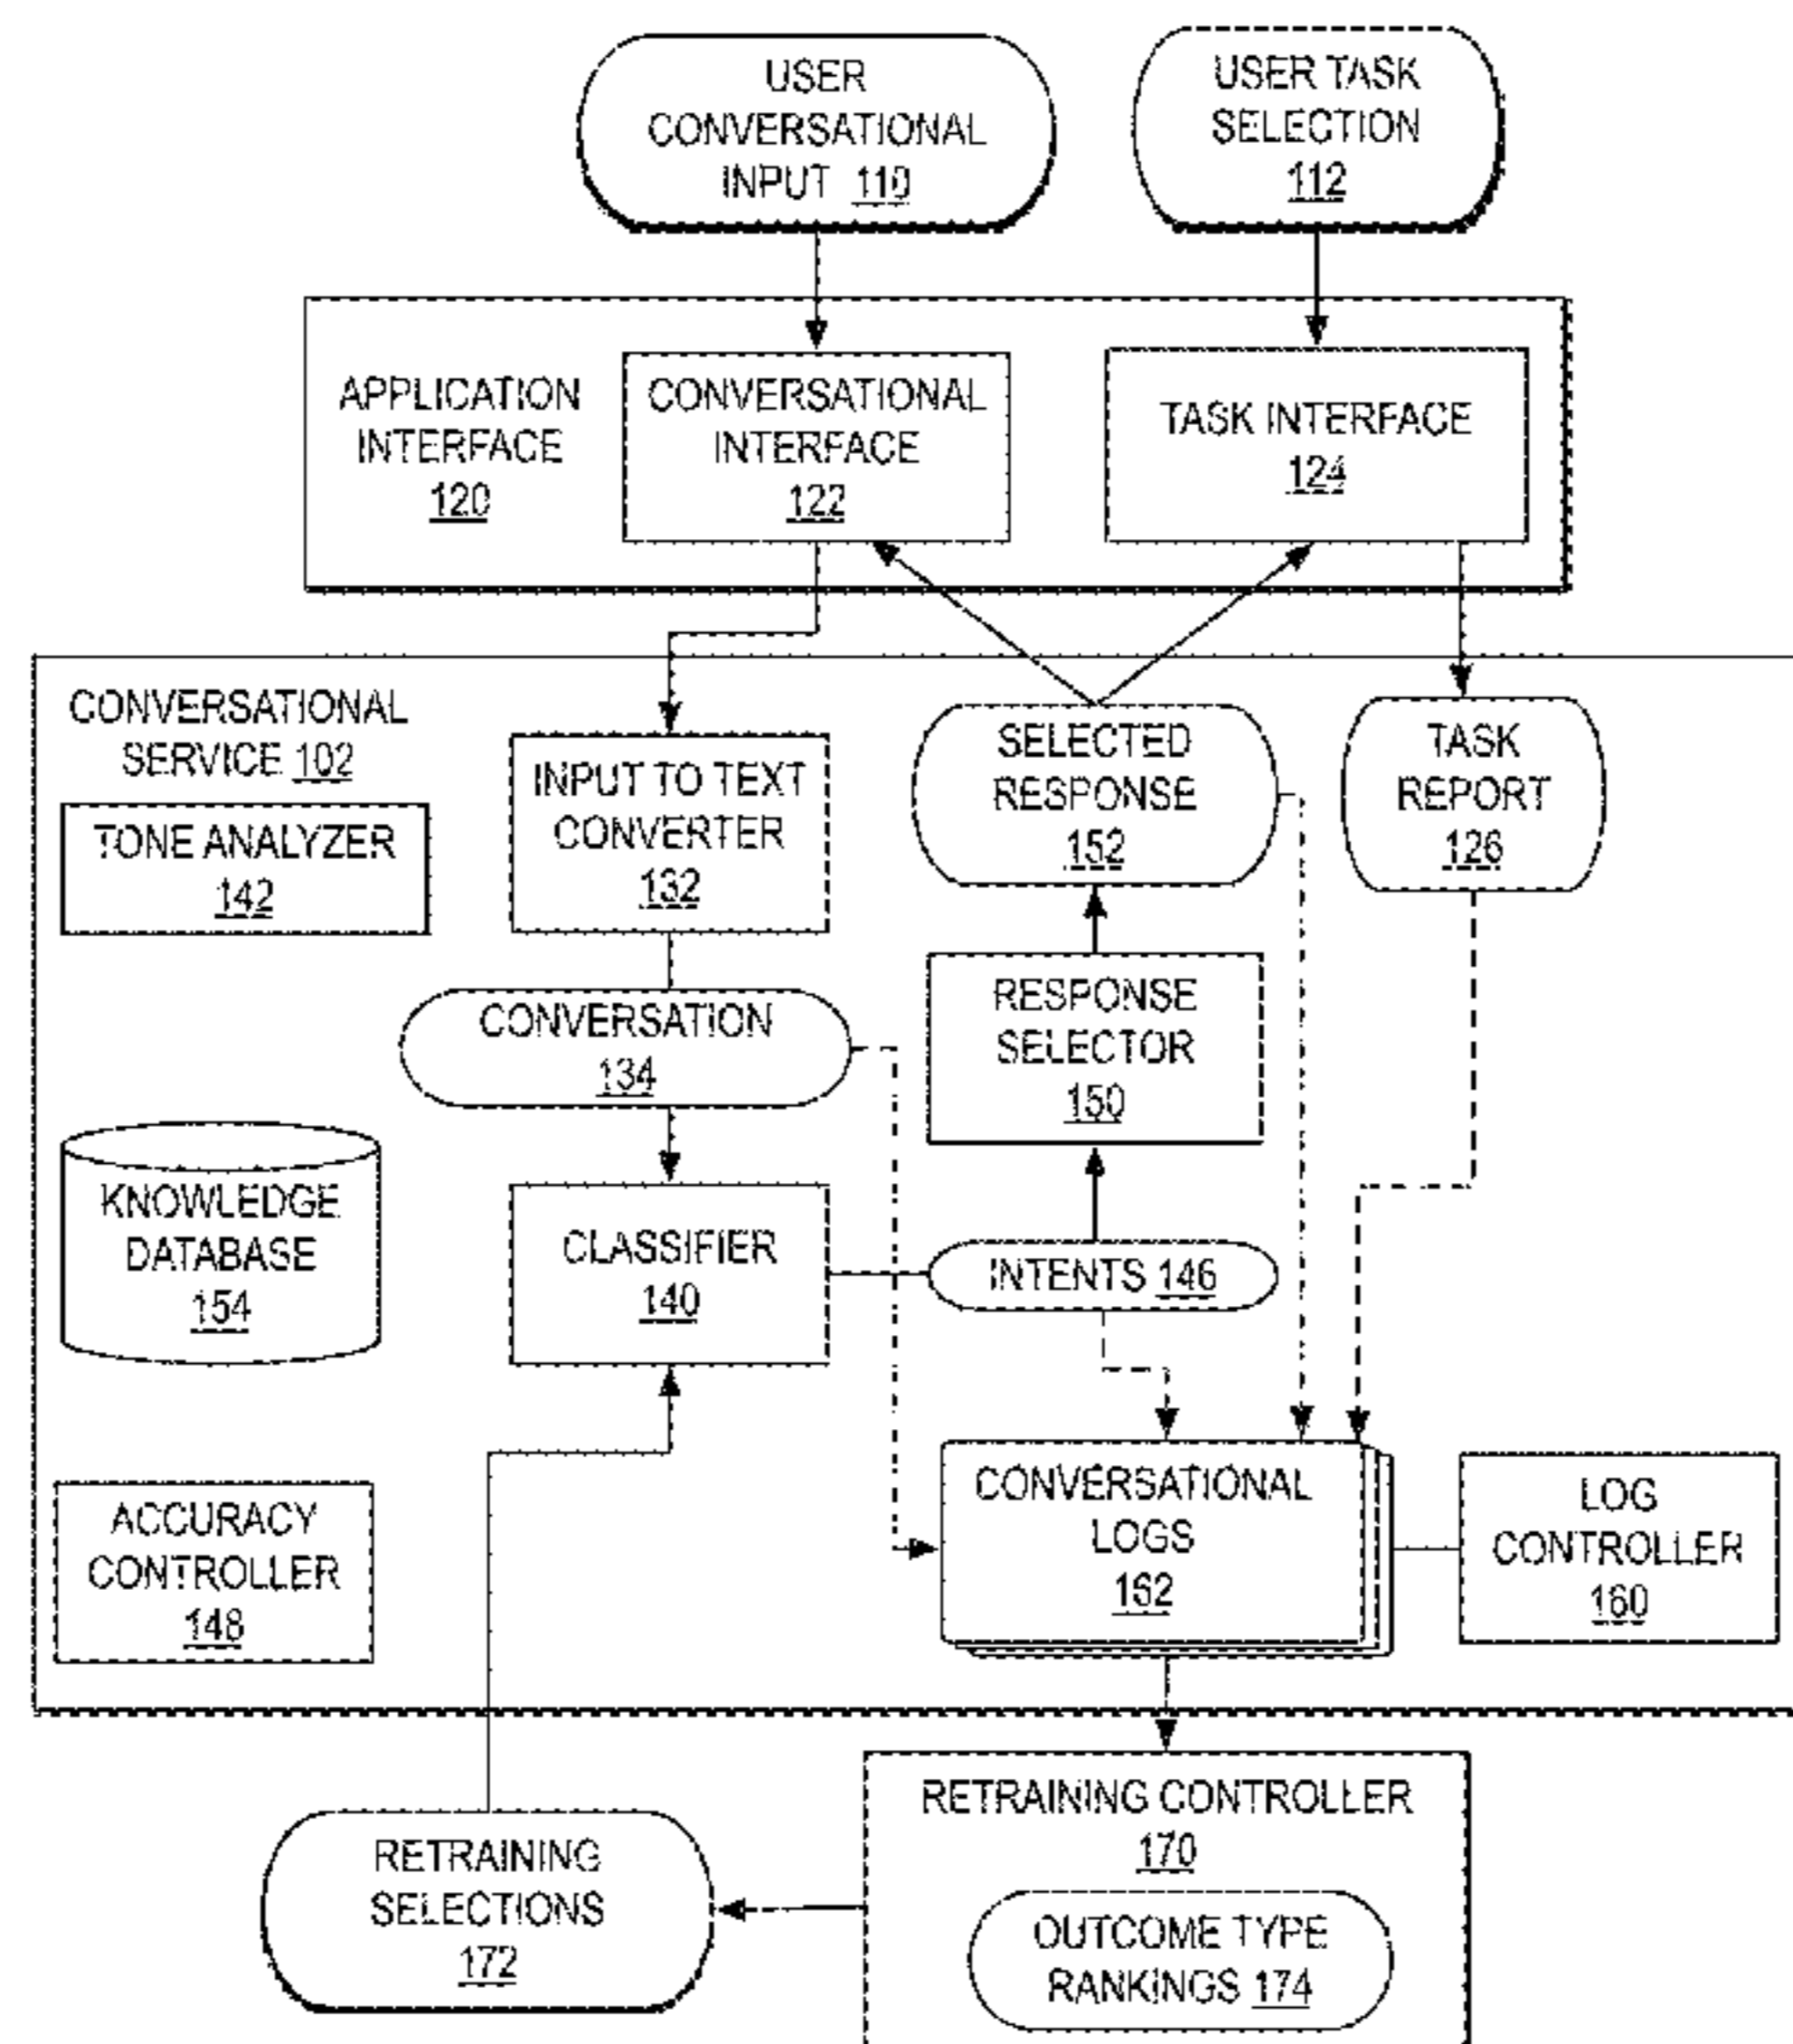 USER
CONVERSATIONAL
INPUT 110
USER TASK
SELECTION
112
APPLICATION
INTERFACE
120
CONVERSATIONAL
INTERFACE
122
TASK INTERFACE
124
CONVERSATIONAL
SERVICE 102
TONE ANALYZER
142
INPUT TO TEXT
CONVERTER
132
SELECTED
RESPONSE
152
TASK
REPORT
126
CONVERSATION
134
RESPONSE
SELECTOR
150
KNOWLEDGE
DATABASE
154
CLASSIFIER
140
INTENTS 146
ACCURACY
CONTROLLER
148
CONVERSATIONAL
LOGS
162
LOG
CONTROLLER
160
RETRAINING CONTROLLER
170
RETRAINING
SELECTIONS
172
OUTCOME TYPE
RANKINGS 174